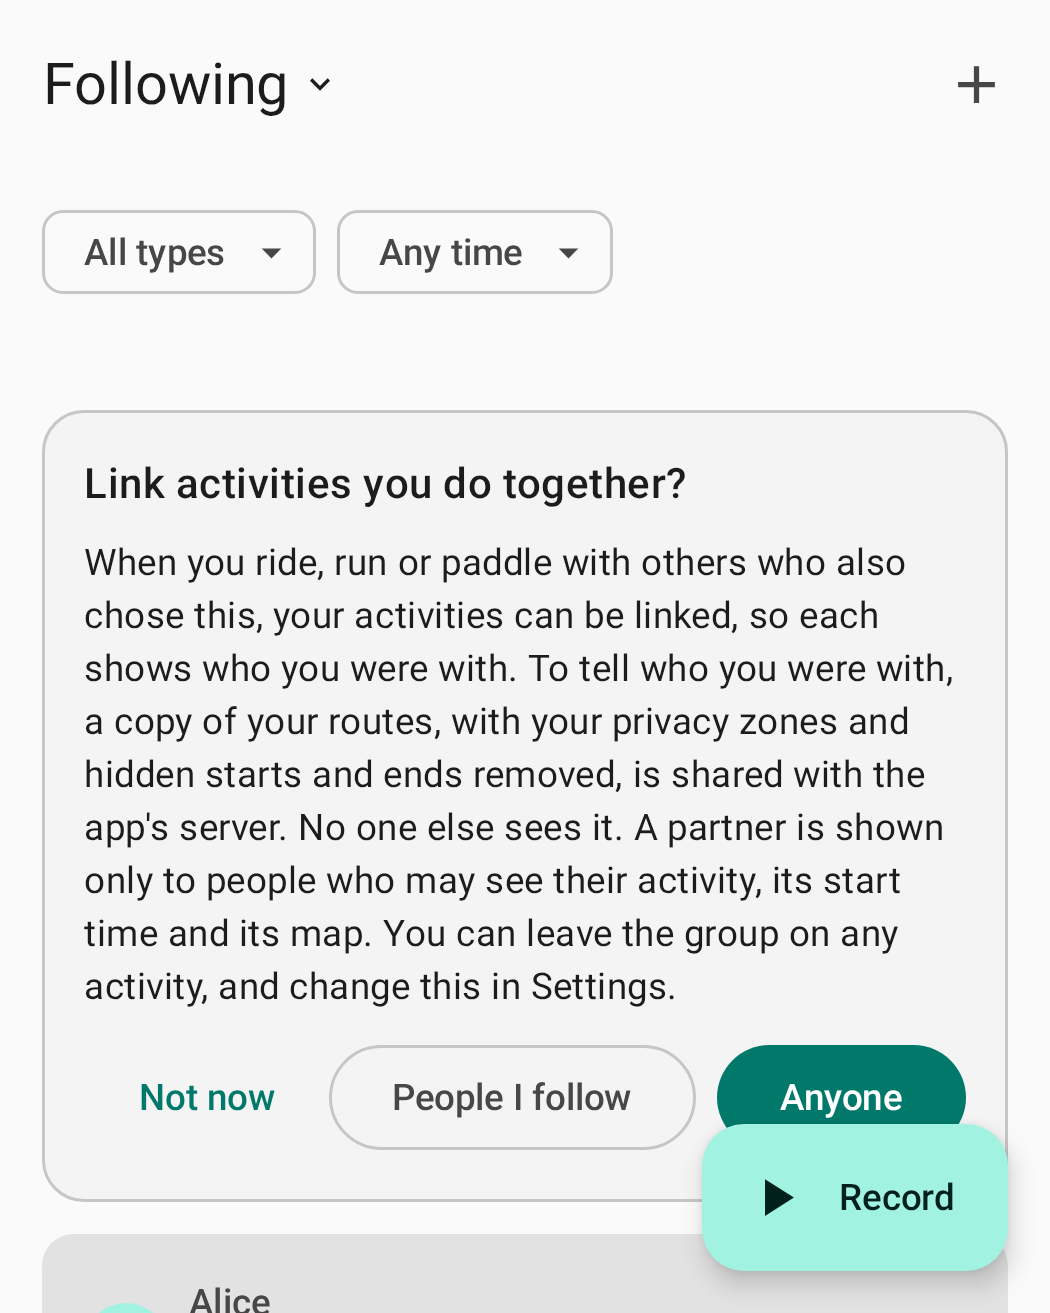 Following
All types
Any time
Link activities you do together?
When you ride, run or paddle with others who also
chose this, your activities can be linked, so each
shows who you were with. To tell who you were with,
a copy of your routes, with your privacy zones and
hidden starts and ends removed, is shared with the
app's server. No one else sees it. A partner is shown
only to people who may see their activity, its start
time and its map. You can leave the group on any
activity, and change this in Settings.
Not now
People I follow
Anyone
Record
Alice